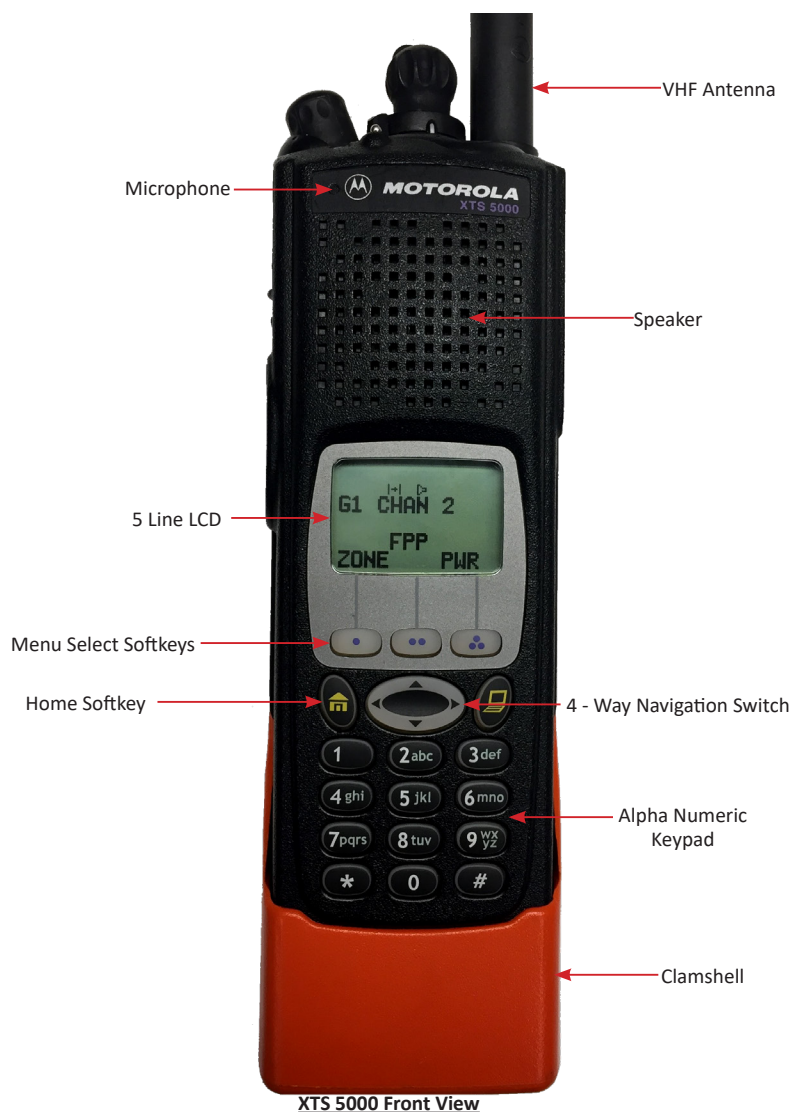 VHF Antenna
Microphone
MOTOROLA
XTS 5000
Speaker
5 Line LCD
G1 CHAN 2
FPP
ZONE PWR
Menu Select Softkeys
Home Softkey
4 - Way Navigation Switch
1 2abc 3def
4ghi 5jkl 6mno
7pqrs 8tuv 9wxyz
* 0 #
Alpha Numeric
Keypad
Clamshell
XTS 5000 Front View